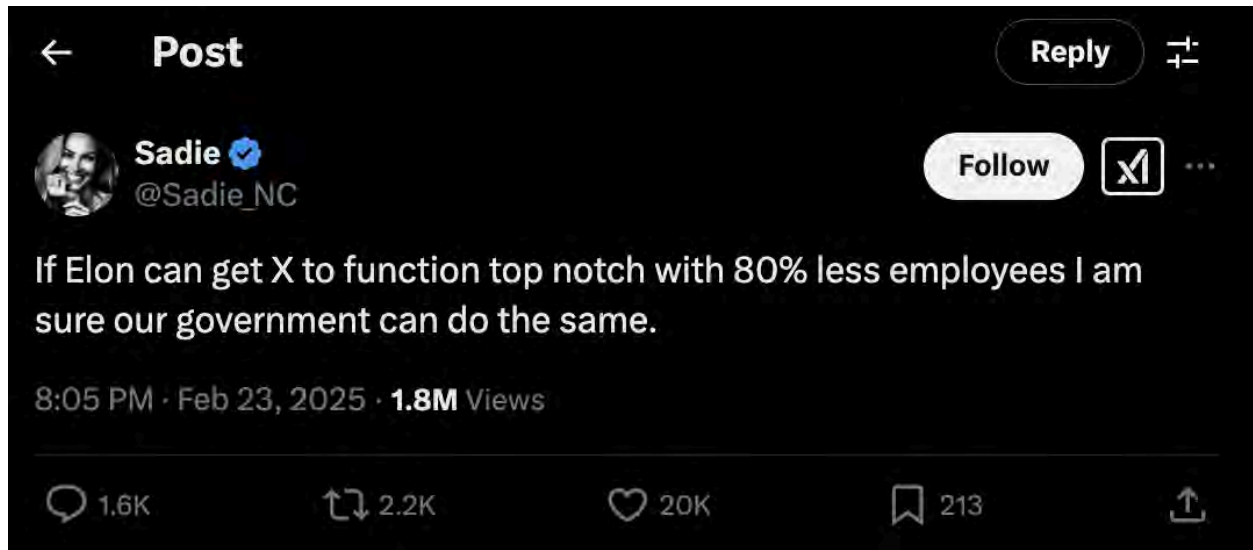 Post
Reply
Sadie
@Sadie_NC
Follow
If Elon can get X to function top notch with 80% less employees I am
sure our government can do the same.
8:05 PM · Feb 23, 2025 · 1.8M Views
1.6K 2.2K 20K 213